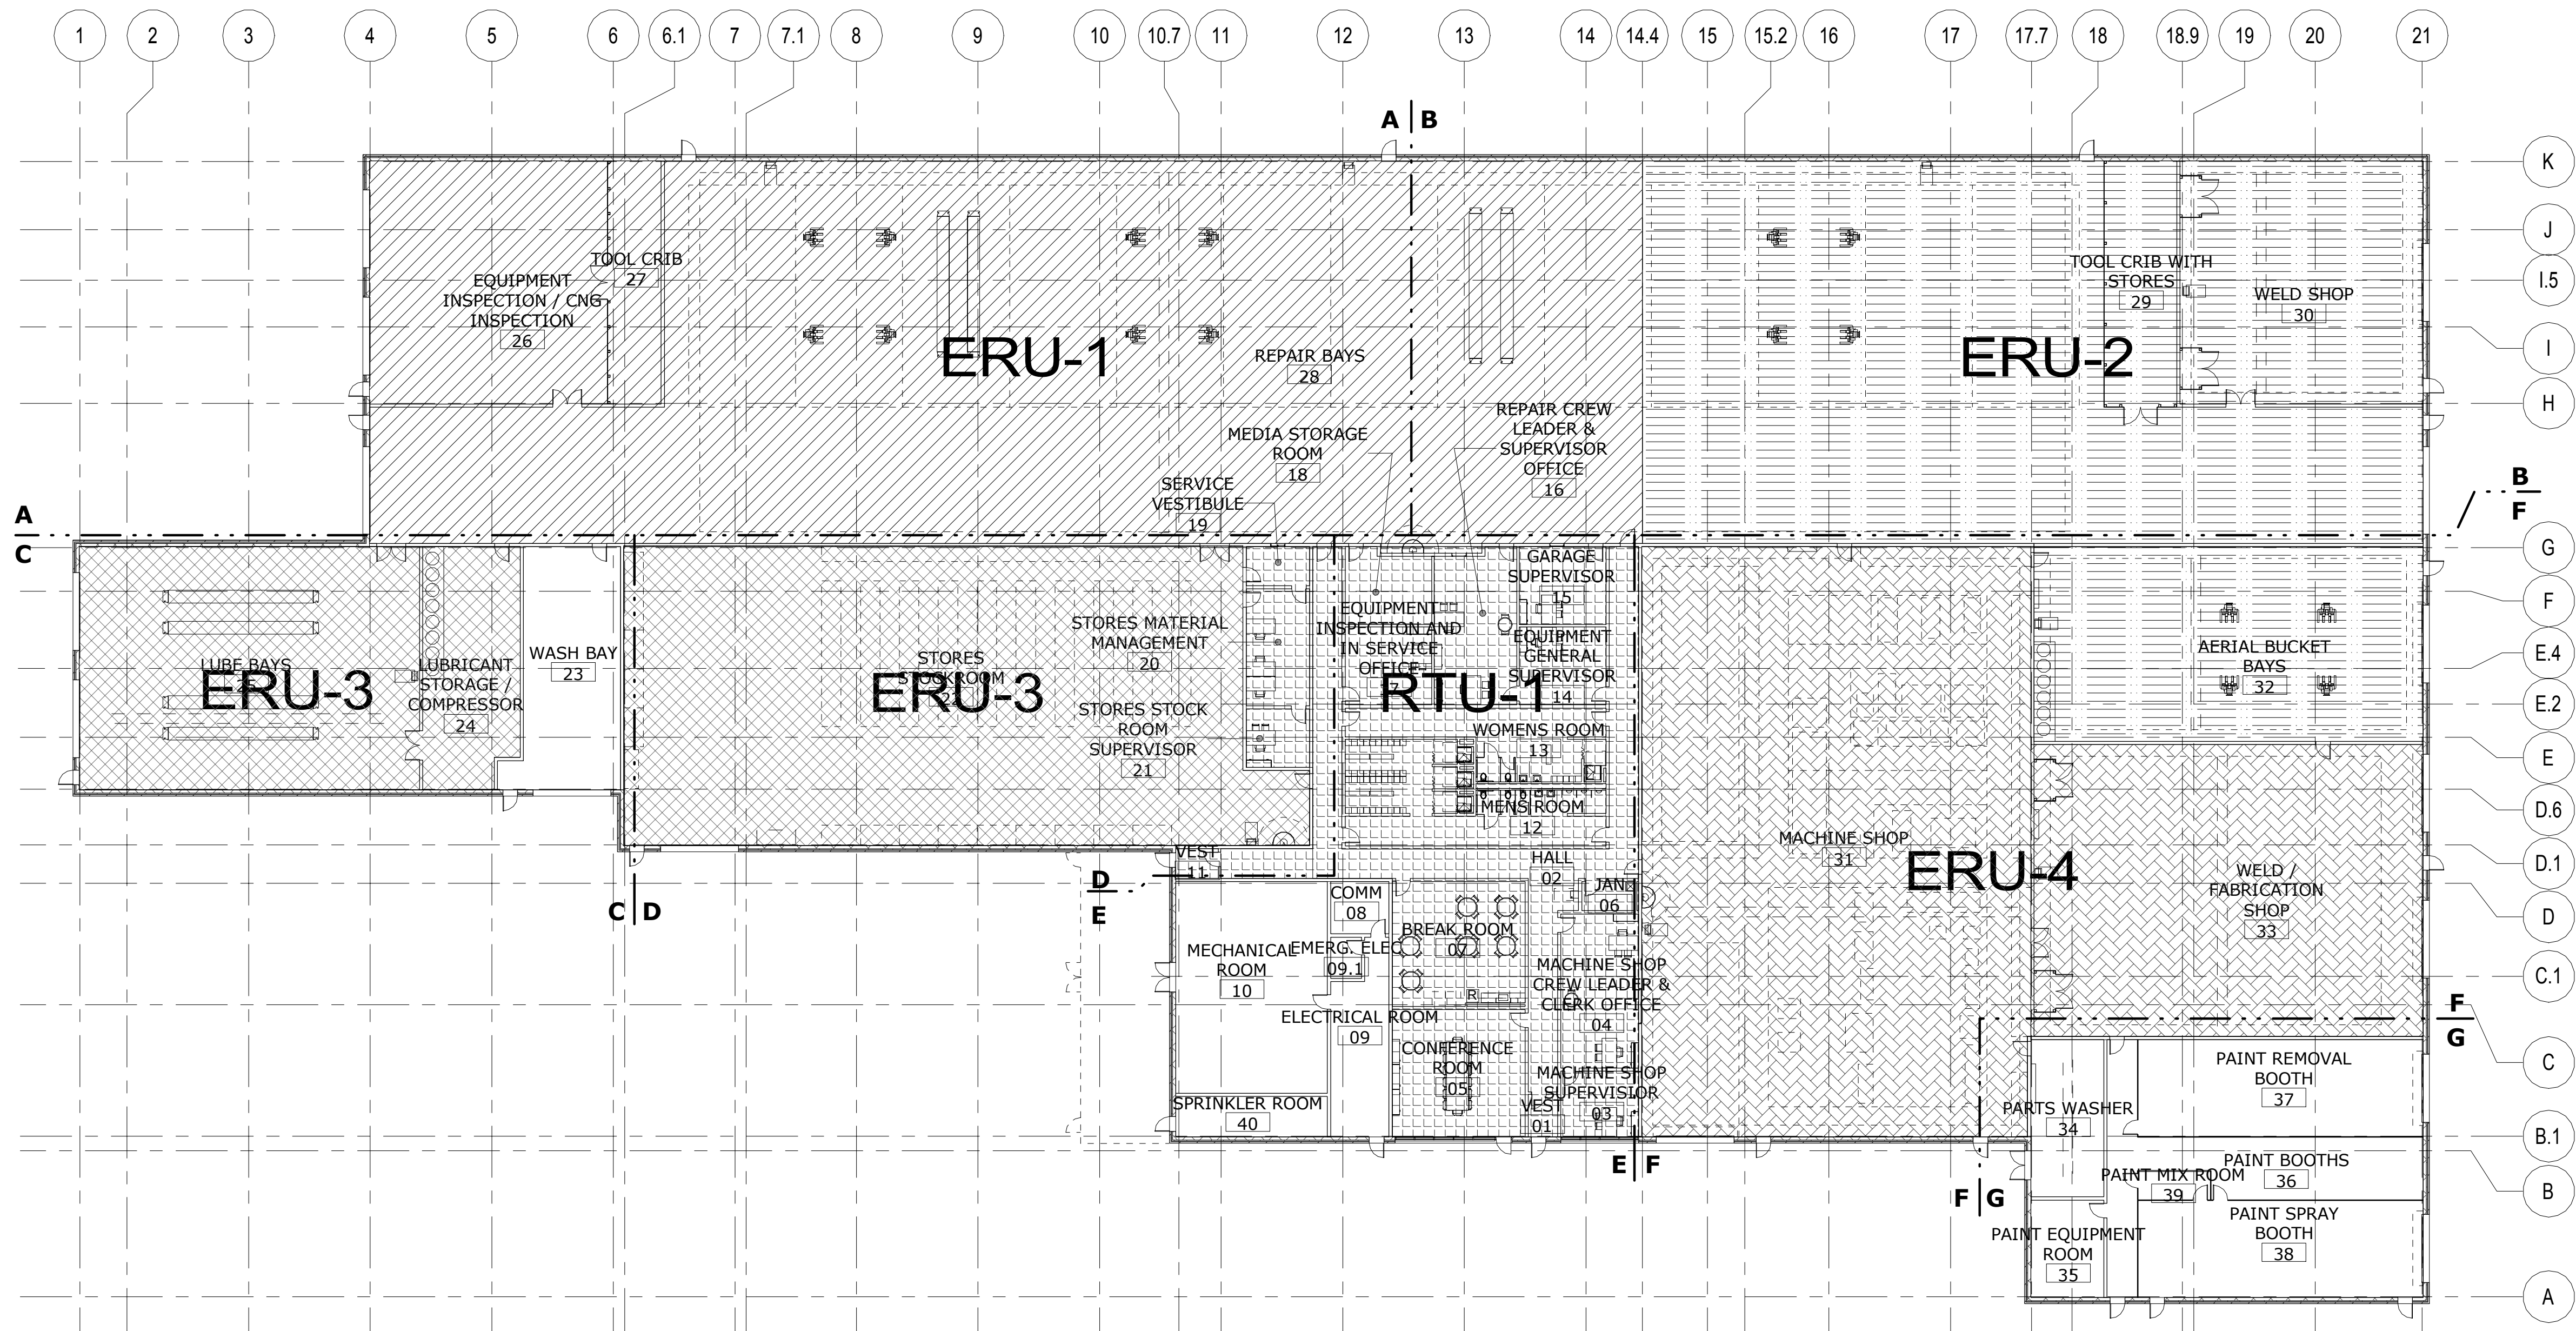 1
2
3
4
5
6
6.1
7
7.1
8
9
10
10.7
11
12
13
14
14.4
15
15.2
16
17
17.7
18
18.9
19
20
21
A B
K
J
I.5
I
H
G
F
E.4
E.2
E
D.6
D.1
D
C.1
C
B.1
B
A
EQUIPMENT
INSPECTION / CNG
INSPECTION
26
TOOL CRIB
27
ERU-1
REPAIR BAYS
28
MEDIA STORAGE
ROOM
18
SERVICE
VESTIBULE
19
REPAIR CREW
LEADER &
SUPERVISOR
OFFICE
16
ERU-2
TOOL CRIB WITH
STORES
29
WELD SHOP
30
A
C
B
F
LUBE BAYS
25
ERU-3
LUBRICANT
STORAGE /
COMPRESSOR
24
WASH BAY
23
STORES
STOCKROOM
22
ERU-3
STORES MATERIAL
MANAGEMENT
20
STORES STOCK
ROOM
SUPERVISOR
21
EQUIPMENT
INSPECTION AND
IN SERVICE
OFFICE
17
RTU-1
GARAGE
SUPERVISOR
15
EQUIPMENT
GENERAL
SUPERVISOR
14
WOMENS ROOM
13
MENS ROOM
12
HALL
02
JAN
06
VEST
11
D
E
C D
COMM
08
MECHANICAL
ROOM
10
EMERG. ELEC
09.1
BREAK ROOM
07
R
ELECTRICAL ROOM
09
CONFERENCE
ROOM
05
MACHINE SHOP
CREW LEADER &
CLERK OFFICE
04
MACHINE SHOP
SUPERVISIOR
03
VEST
01
SPRINKLER ROOM
40
E F
MACHINE SHOP
31
ERU-4
AERIAL BUCKET
BAYS
32
WELD /
FABRICATION
SHOP
33
F
G
F G
PARTS WASHER
34
PAINT REMOVAL
BOOTH
37
PAINT BOOTHS
36
PAINT MIX ROOM
39
PAINT SPRAY
BOOTH
38
PAINT EQUIPMENT
ROOM
35